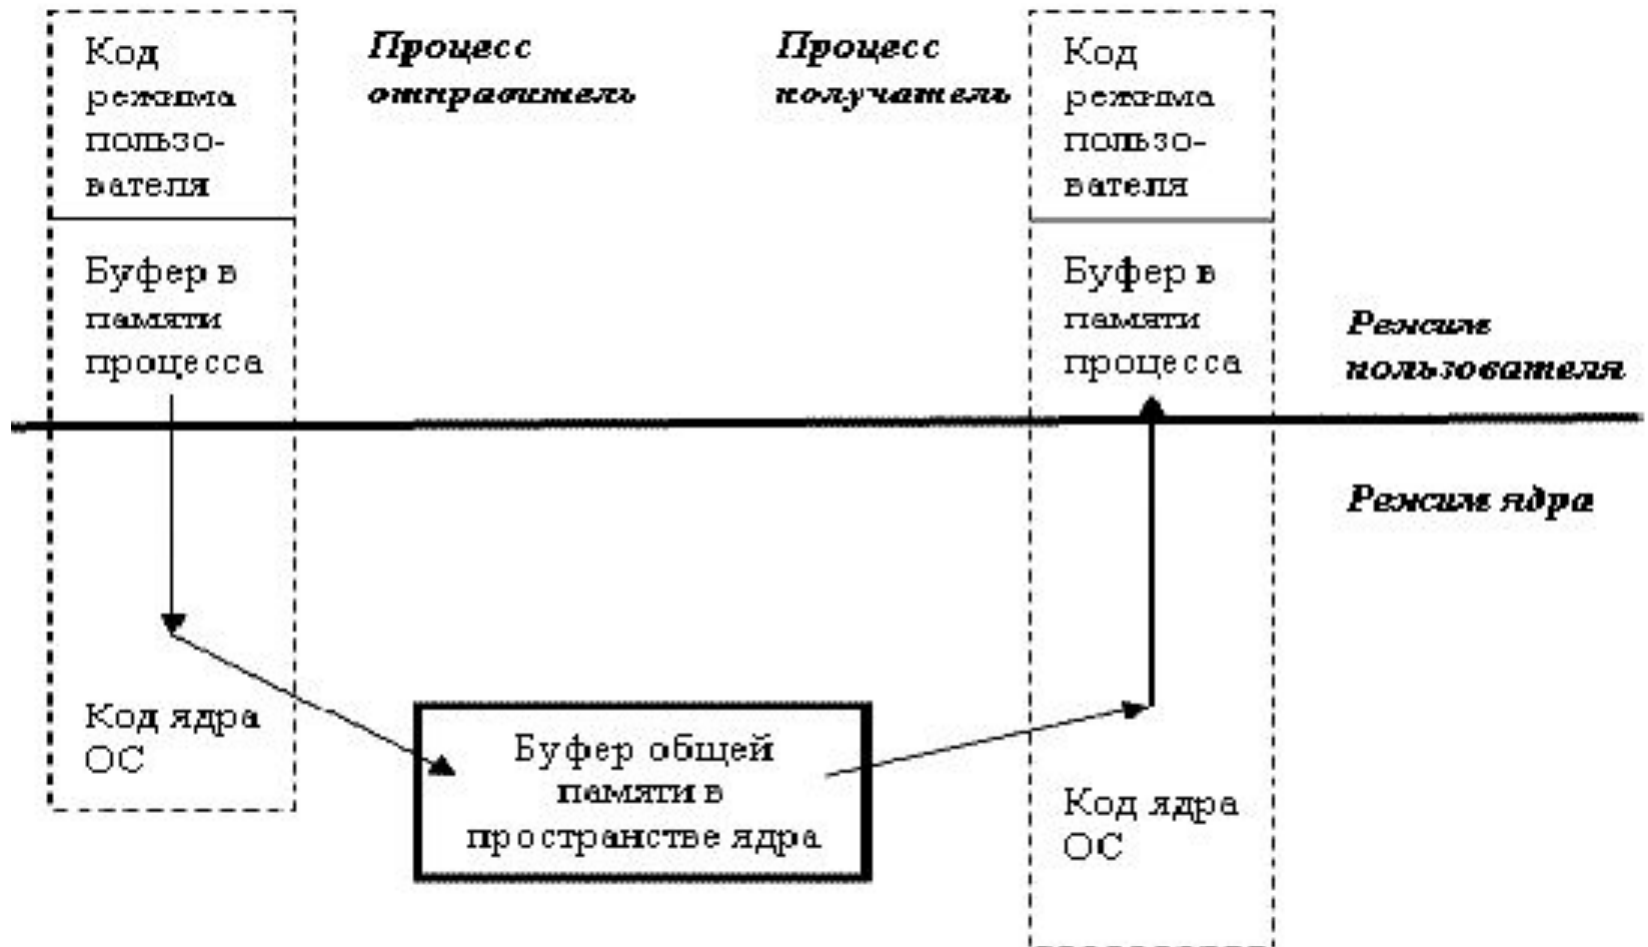 Код
режима
пользо-
вателя
Процесс
отправитель
Процесс
получатель
Код
режима
пользо-
вателя
Буфер в
памяти
процесса
Буфер в
памяти
процесса
Режим
пользователя
Режим ядра
Код ядра
ОС
Буфер общей
памяти в
пространстве ядра
Код ядра
ОС